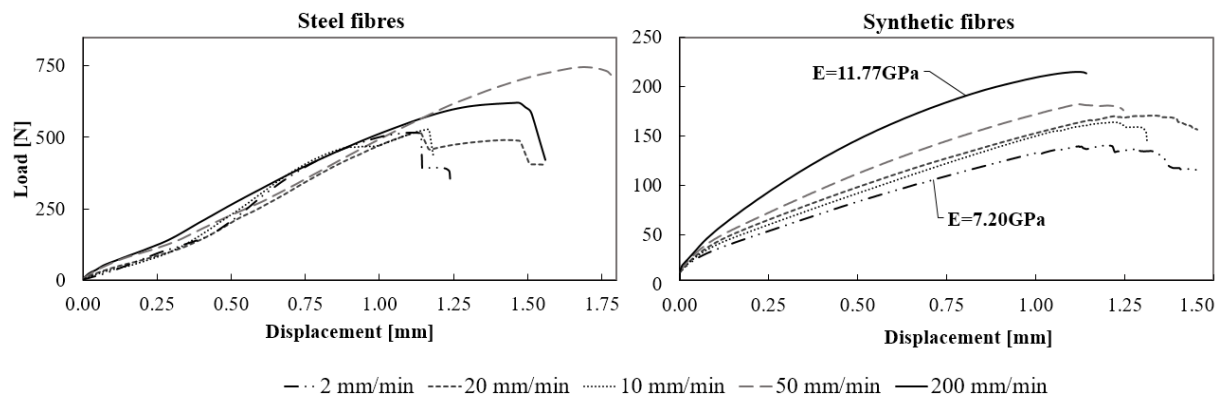 Steel fibres
Synthetic fibres
Load [N]
750
500
250
0
0.00 0.25 0.50 0.75 1.00 1.25 1.50 1.75
Displacement [mm]
250
200
150
100
50
0
E=11.77GPa
E=7.20GPa
0.00 0.25 0.50 0.75 1.00 1.25 1.50
Displacement [mm]
2 mm/min 20 mm/min 10 mm/min 50 mm/min 200 mm/min